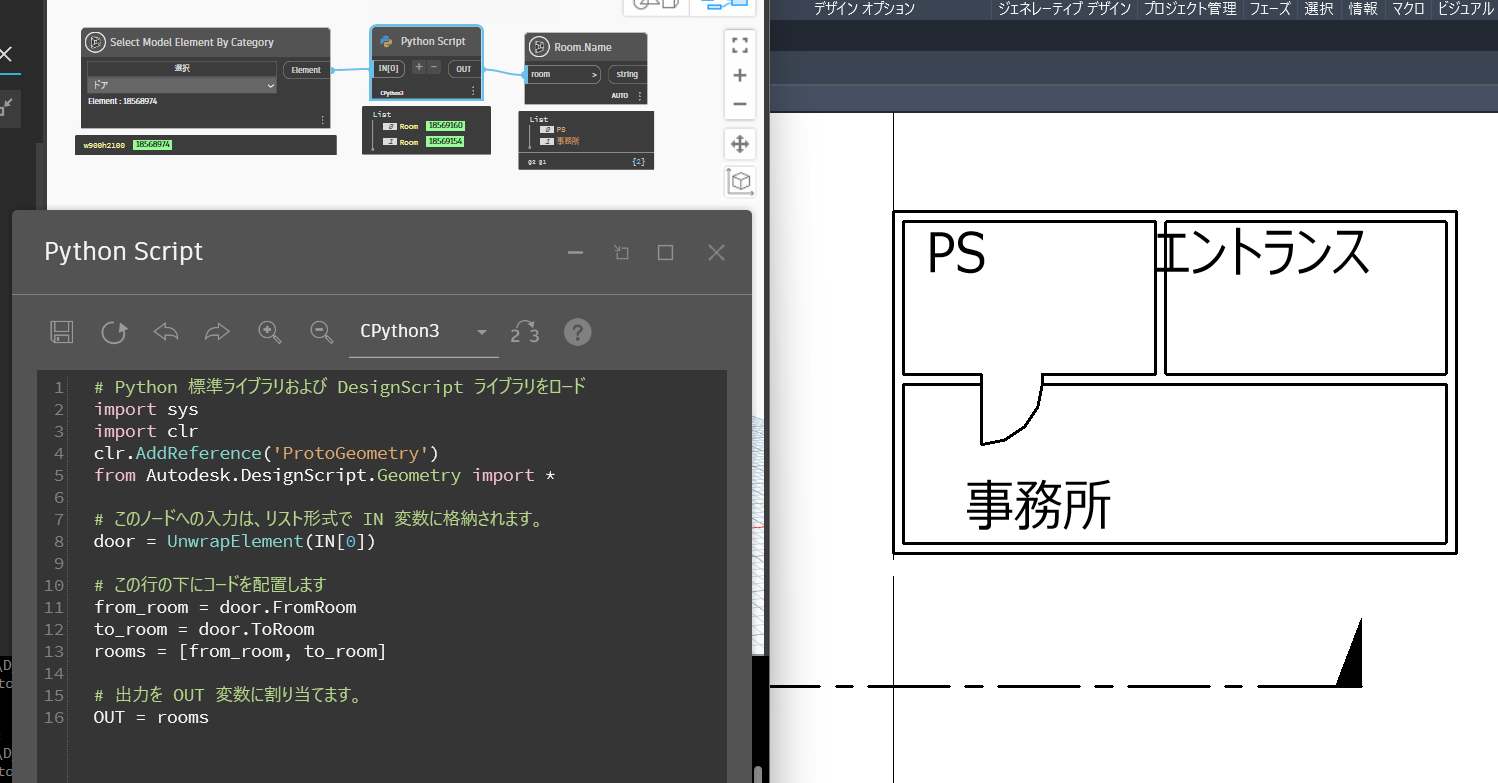 デザイン オプション
ジェネレーティブ デザイン
プロジェクト管理
フェーズ
選択
情報
マクロ
ビジュアル
Select Model Element By Category
選択
Element
ドア
Element : 18568974
w900h2100 18568974
Python Script
IN[0] + − OUT
CPython3
List
0 Room 18569160
1 Room 18569154
Room.Name
room > string
AUTO
List
0 PS
1 事務所
@2 @1 {2}
Python Script
CPython3
2 3
?
1 # Python 標準ライブラリおよび DesignScript ライブラリをロード
2 import sys
3 import clr
4 clr.AddReference('ProtoGeometry')
5 from Autodesk.DesignScript.Geometry import *
6
7 # このノードへの入力は、リスト形式で IN 変数に格納されます。
8 door = UnwrapElement(IN[0])
9
10 # この行の下にコードを配置します
11 from_room = door.FromRoom
12 to_room = door.ToRoom
13 rooms = [from_room, to_room]
14
15 # 出力を OUT 変数に割り当てます。
16 OUT = rooms
\D
to
\D
to
PS
エントランス
事務所